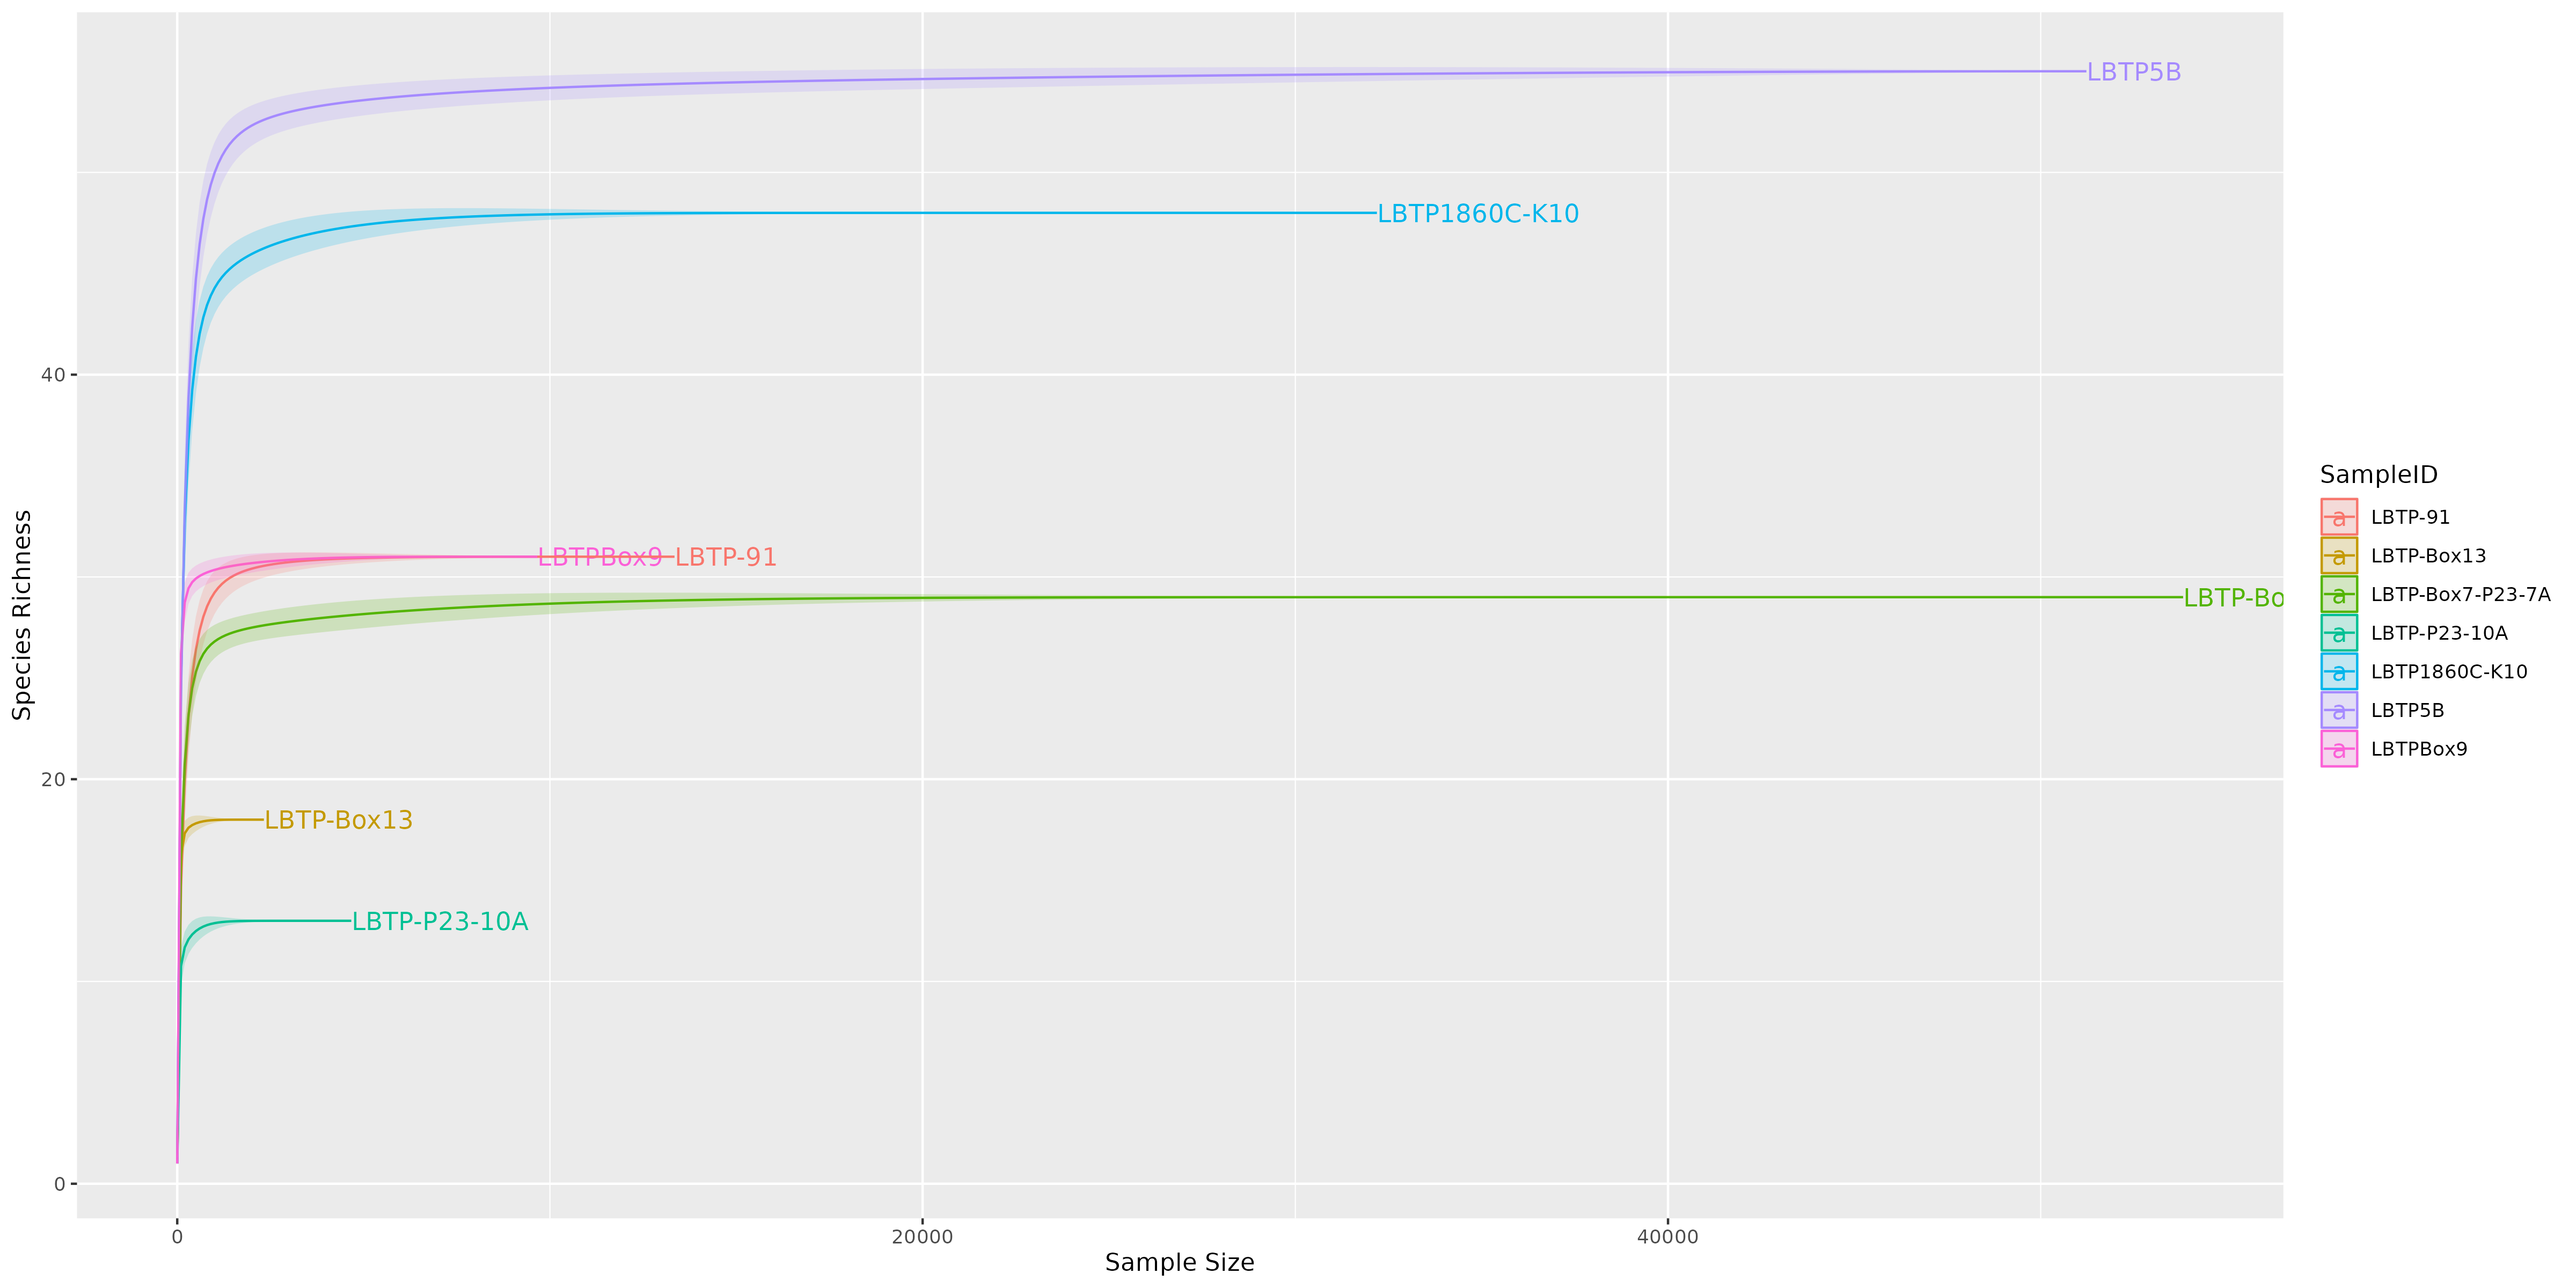 LBTP5B
LBTP1860C-K10
40
LBTPBox9
LBTP-91
LBTP-Bo
20
LBTP-Box13
LBTP-P23-10A
0
0
20000
40000
Sample Size
Species Richness
SampleID
a LBTP-91
a LBTP-Box13
a LBTP-Box7-P23-7A
a LBTP-P23-10A
a LBTP1860C-K10
a LBTP5B
a LBTPBox9